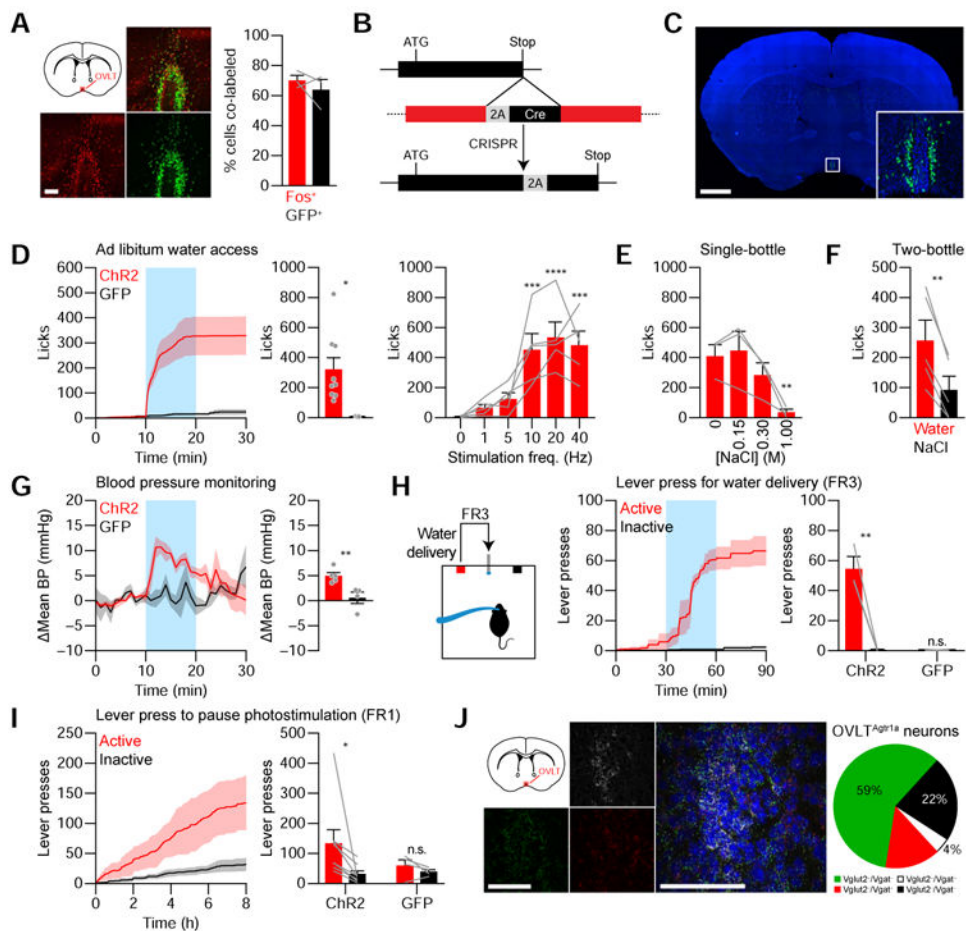 A
OVLT
% cells co-labeled
100
80
60
40
20
0
Fos+
GFP+
B
ATG
Stop
2A
Cre
CRISPR
ATG
Stop
2A
C
D
Ad libitum water access
ChR2
GFP
Licks
600
500
400
300
200
100
0
0 10 20 30
Time (min)
Licks
1000
800
600
400
200
0
*
Licks
1000
800
600
400
200
0
*** **** ***
0 1 5 10 20 40
Stimulation freq. (Hz)
E
Single-bottle
Licks
1000
800
600
400
200
0
**
0 0.15 0.30 1.00
[NaCl] (M)
F
Two-bottle
Licks
500
400
300
200
100
0
**
Water
NaCl
G
Blood pressure monitoring
ChR2
GFP
ΔMean BP (mmHg)
20
15
10
5
0
−5
−10
0 10 20 30
Time (min)
ΔMean BP (mmHg)
20
15
10
5
0
−5
−10
**
H
FR3
Water
delivery
Lever press for water delivery (FR3)
Active
Inactive
Lever presses
100
80
60
40
20
0
0 30 60 90
Time (min)
Lever presses
100
80
60
40
20
0
**
n.s.
ChR2 GFP
I
Lever press to pause photostimulation (FR1)
Active
Inactive
Lever presses
250
200
150
100
50
0
0 2 4 6 8
Time (h)
Lever presses
500
400
300
200
100
0
*
n.s.
ChR2 GFP
J
OVLT
OVLTAgtr1a neurons
59%
22%
4%
Vglut2 /Vgat Vglut2 /Vgat
Vglut2 /Vgat Vglut2 /Vgat